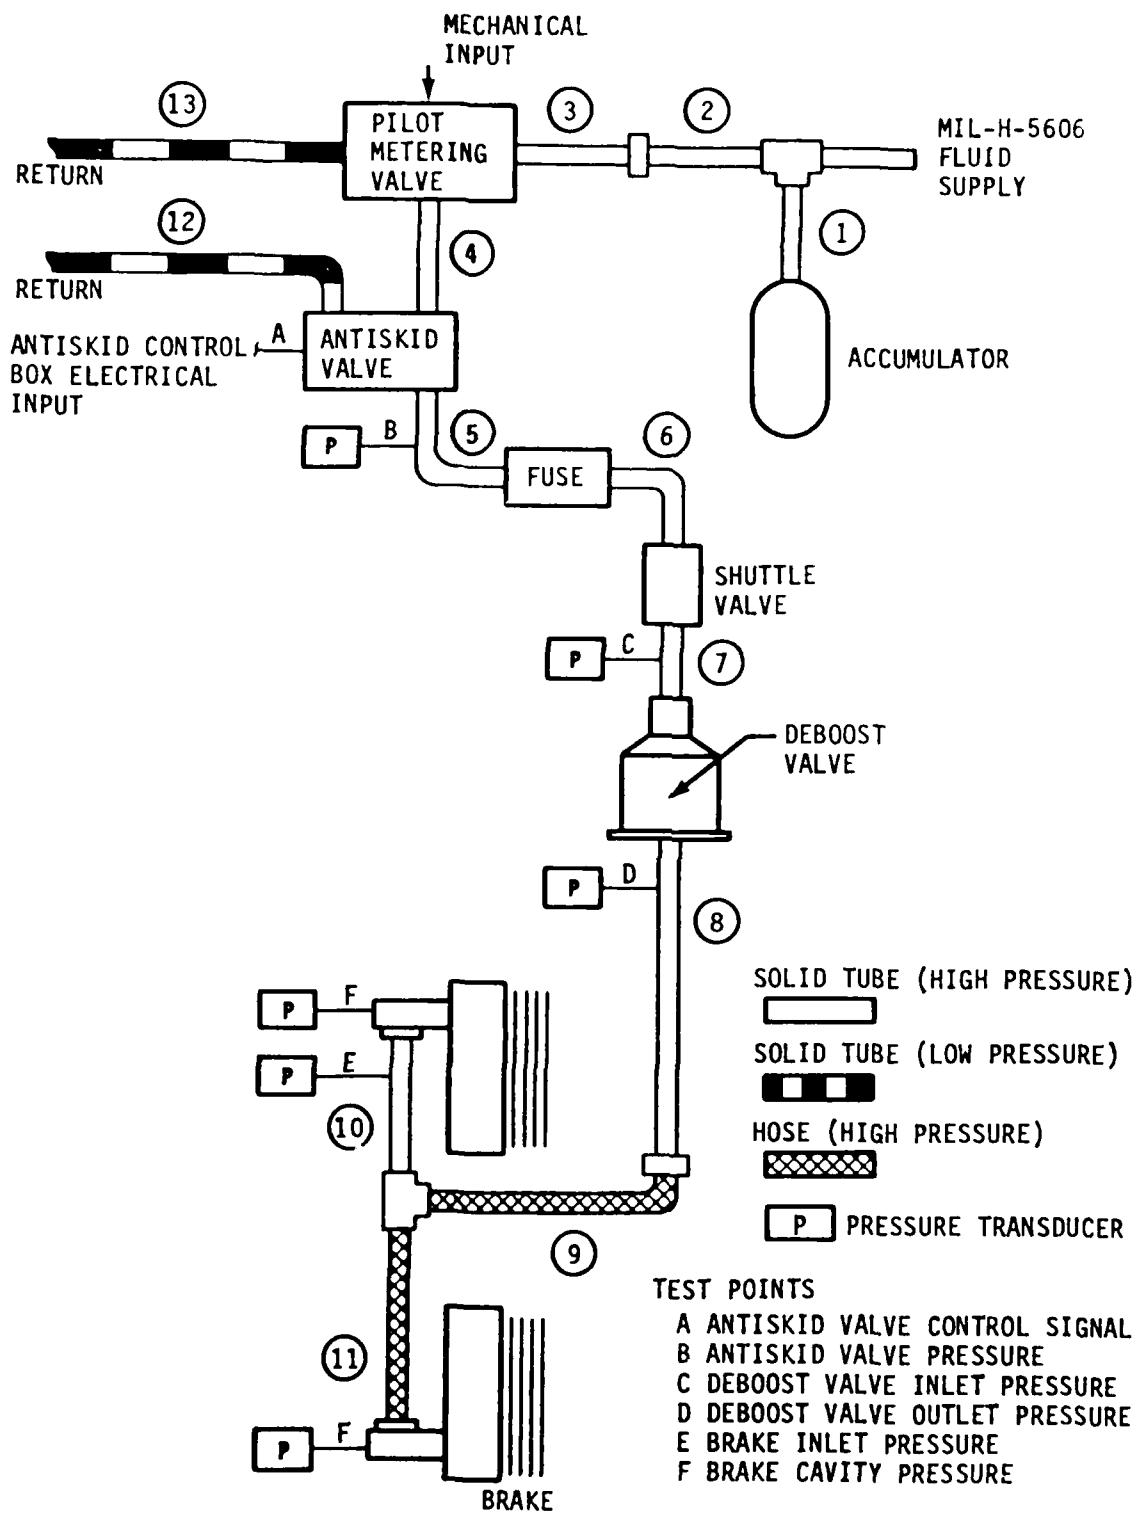 MECHANICAL
INPUT
13
3
2
PILOT
METERING
VALVE
MIL-H-5606
FLUID
SUPPLY
RETURN
12
4
1
RETURN
A
ANTISKID
VALVE
ANTISKID CONTROL
BOX ELECTRICAL
INPUT
ACCUMULATOR
P
B
5
6
FUSE
SHUTTLE
VALVE
P
C
7
DEBOOST
VALVE
P
D
8
P
F
P
E
10
SOLID TUBE (HIGH PRESSURE)
SOLID TUBE (LOW PRESSURE)
HOSE (HIGH PRESSURE)
P PRESSURE TRANSDUCER
9
11
P
F
BRAKE
TEST POINTS
A ANTISKID VALVE CONTROL SIGNAL
B ANTISKID VALVE PRESSURE
C DEBOOST VALVE INLET PRESSURE
D DEBOOST VALVE OUTLET PRESSURE
E BRAKE INLET PRESSURE
F BRAKE CAVITY PRESSURE